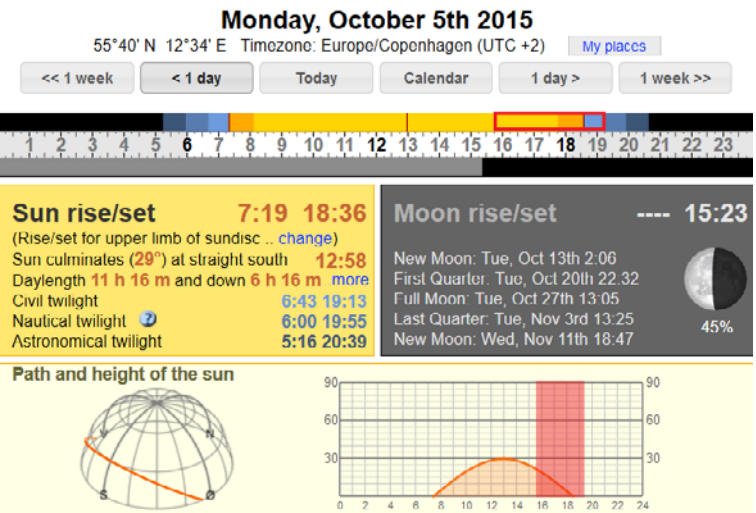 Monday, October 5th 2015
55°40' N 12°34' E Timezone: Europe/Copenhagen (UTC +2) My places
<< 1 week < 1 day Today Calendar 1 day > 1 week >>
1 2 3 4 5 6 7 8 9 10 11 12 13 14 15 16 17 18 19 20 21 22 23
Sun rise/set 7:19 18:36
(Rise/set for upper limb of sundisc .. change)
Sun culminates (29°) at straight south 12:58
Daylength 11 h 16 m and down 6 h 16 m more
Civil twilight 6:43 19:13
Nautical twilight ? 6:00 19:55
Astronomical twilight 5:16 20:39
Moon rise/set ---- 15:23
New Moon: Tue, Oct 13th 2:06
First Quarter: Tue, Oct 20th 22:32
Full Moon: Tue, Oct 27th 13:05
Last Quarter: Tue, Nov 3rd 13:25
New Moon: Wed, Nov 11th 18:47
45%
Path and height of the sun
V N
S Ø
90 90
60 60
30 30
0 2 4 6 8 10 12 14 16 18 20 22 24